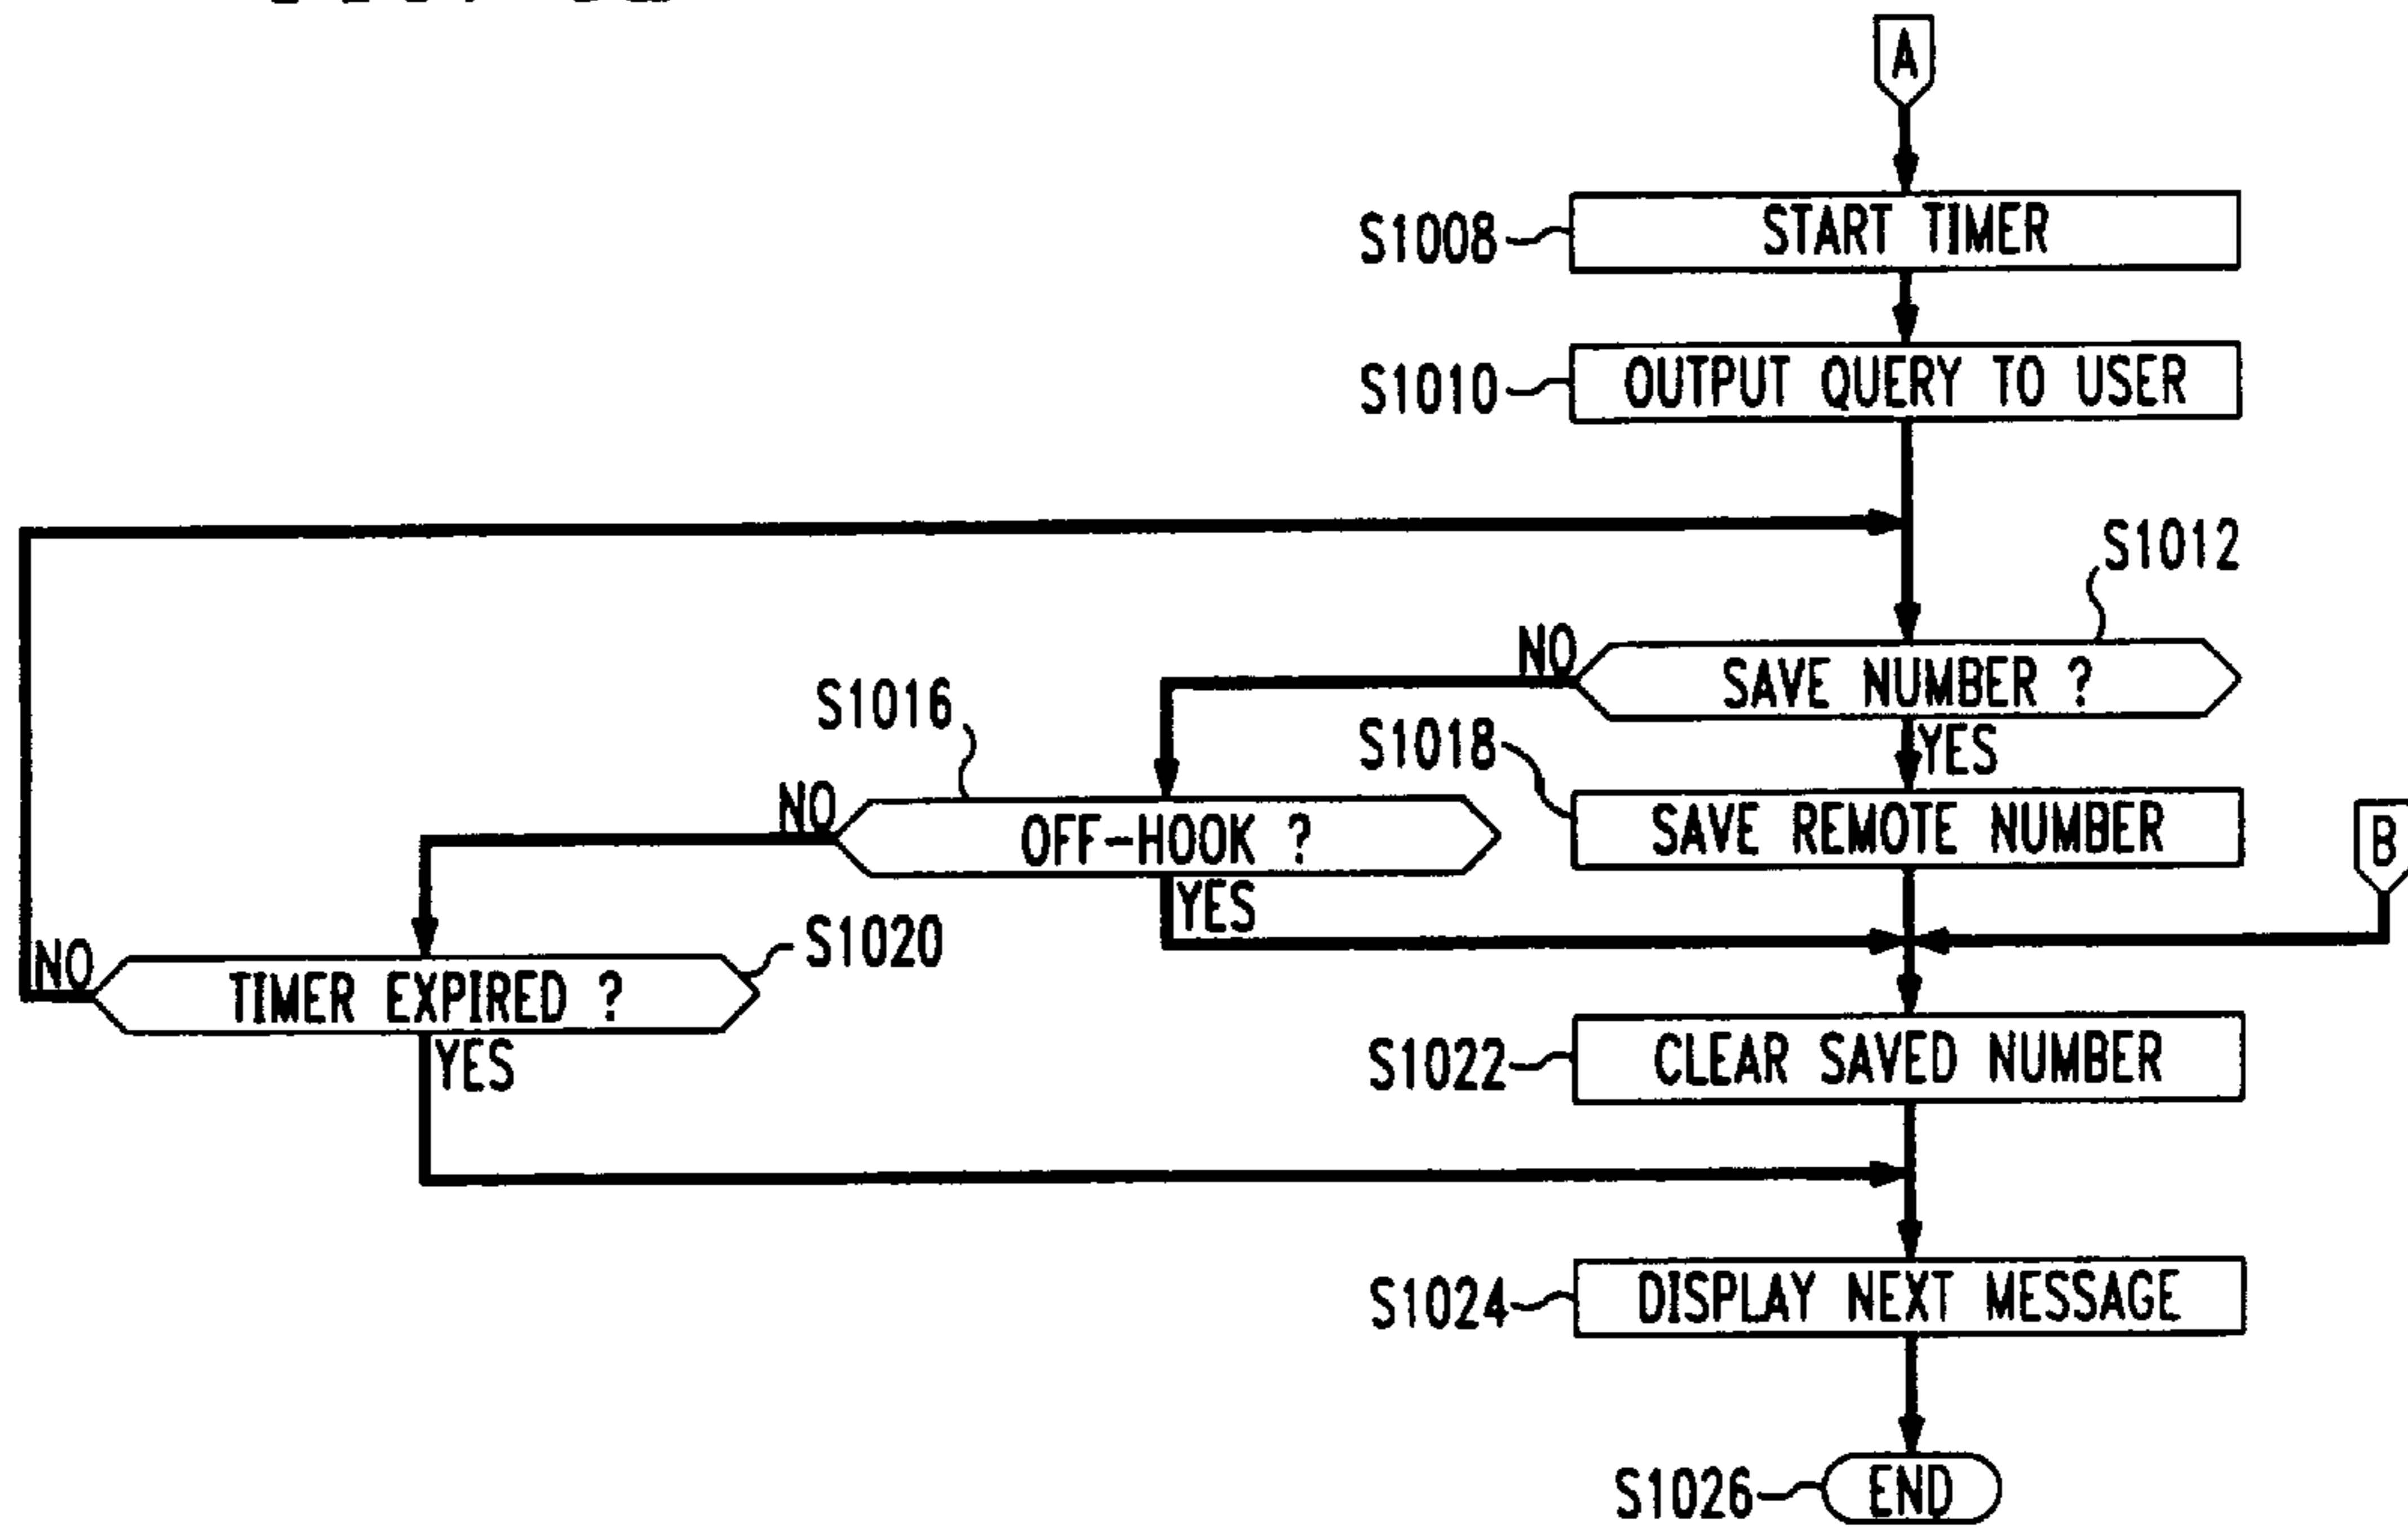 A
S1008
START TIMER
S1010
OUTPUT QUERY TO USER
S1012
NO
SAVE NUMBER ?
YES
S1016
S1018
NO
OFF-HOOK ?
YES
SAVE REMOTE NUMBER
B
S1020
NO
TIMER EXPIRED ?
YES
S1022
CLEAR SAVED NUMBER
S1024
DISPLAY NEXT MESSAGE
S1026
END